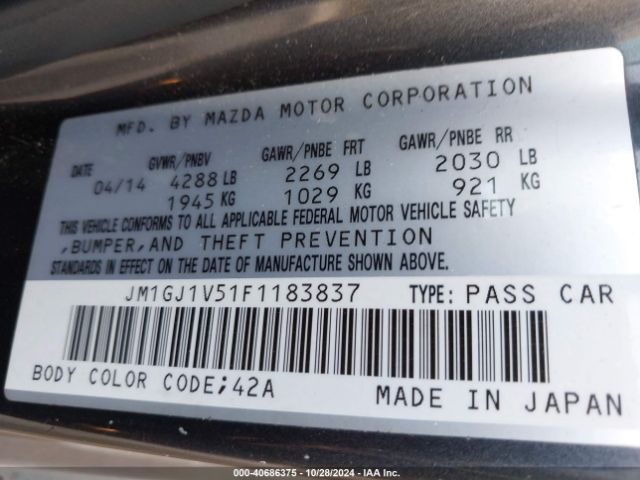 MFD. BY MAZDA MOTOR CORPORATION
DATE GVWR/PNBV GAWR/PNBE FRT GAWR/PNBE RR
04/14 4288 LB 2269 LB 2030 LB
1945 KG 1029 KG 921 KG
THIS VEHICLE CONFORMS TO ALL APPLICABLE FEDERAL MOTOR VEHICLE SAFETY
,BUMPER,AND THEFT PREVENTION
STANDARDS IN EFFECT ON THE DATE OF MANUFACTURE SHOWN ABOVE.
JM1GJ1V51F1183837 TYPE: PASS CAR
BODY COLOR CODE;42A MADE IN JAPAN
000-40686375 - 10/28/2024 - IAA Inc.